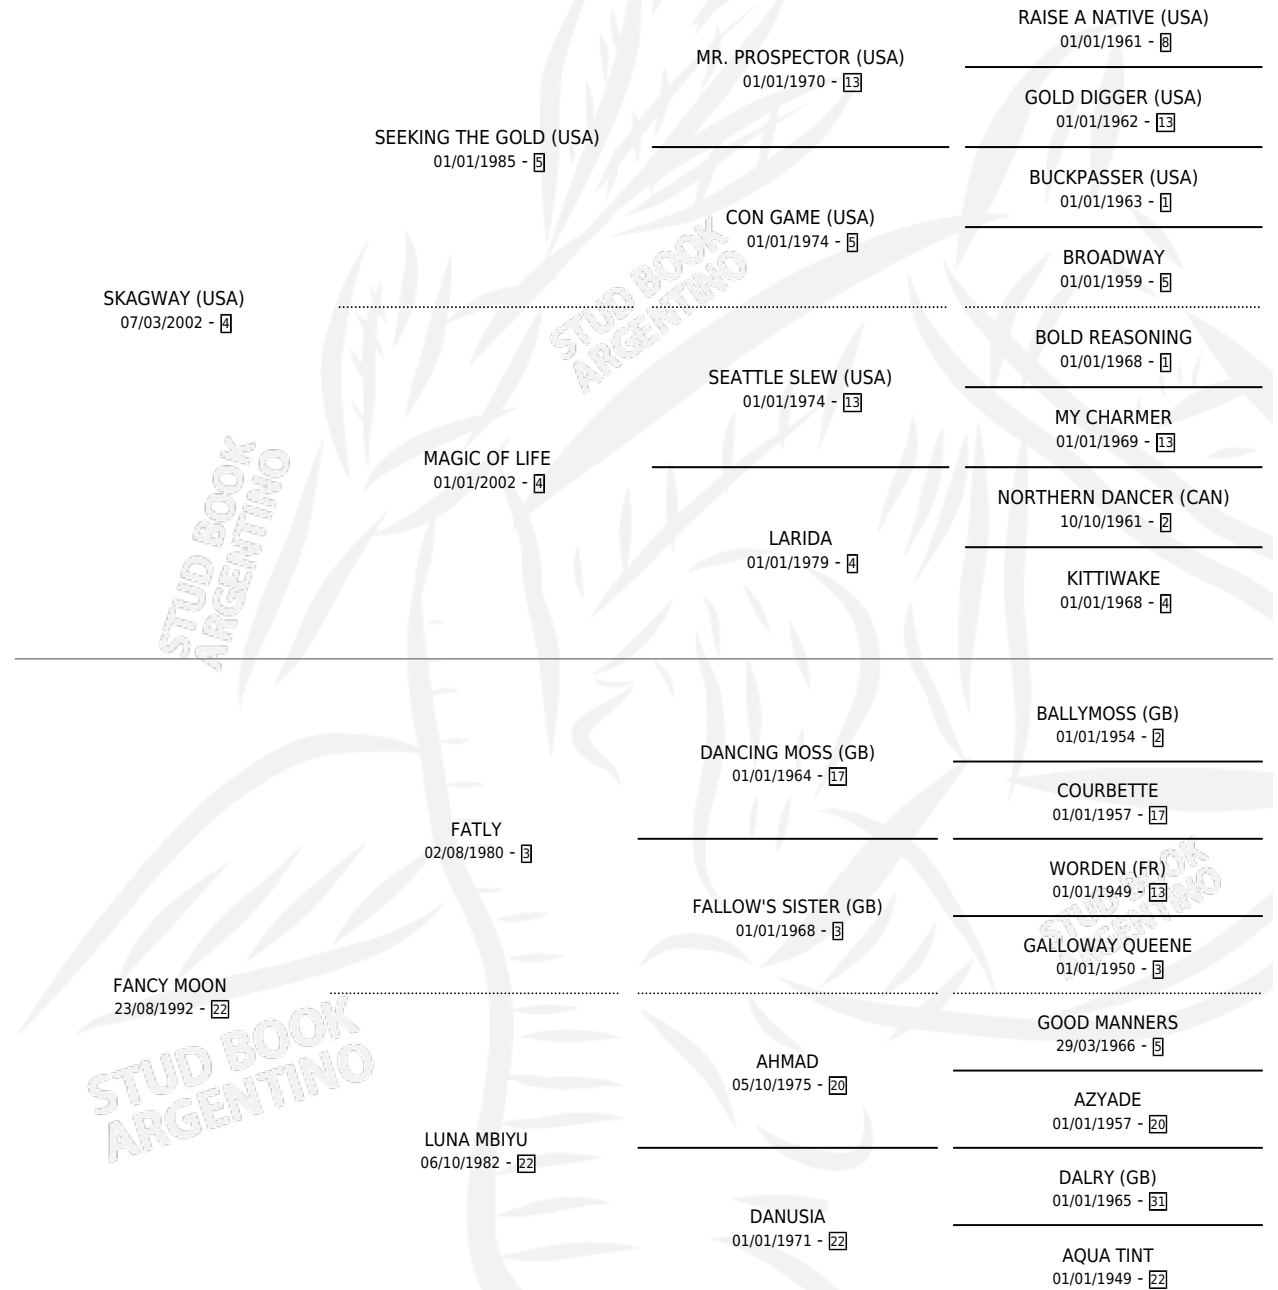 RAISE A NATIVE (USA)
01/01/1961 - 8
MR. PROSPECTOR (USA)
01/01/1970 - 13
GOLD DIGGER (USA)
01/01/1962 - 13
SEEKING THE GOLD (USA)
01/01/1985 - 5
BUCKPASSER (USA)
01/01/1963 - 1
CON GAME (USA)
01/01/1974 - 5
BROADWAY
01/01/1959 - 5
SKAGWAY (USA)
07/03/2002 - 4
STUD BOOK
ARGENTINO
BOLD REASONING
01/01/1968 - 1
SEATTLE SLEW (USA)
01/01/1974 - 13
MY CHARMER
01/01/1969 - 13
MAGIC OF LIFE
01/01/2002 - 4
NORTHERN DANCER (CAN)
10/10/1961 - 2
LARIDA
01/01/1979 - 4
KITTIWAKE
01/01/1968 - 4
STUD BOOK
ARGENTINO
BALLYMOSS (GB)
01/01/1954 - 2
DANCING MOSS (GB)
01/01/1964 - 17
COURBETTE
01/01/1957 - 17
FATLY
02/08/1980 - 3
WORDEN (FR)
01/01/1949 - 13
FALLOW'S SISTER (GB)
01/01/1968 - 3
GALLOWAY QUEENE
01/01/1950 - 3
STUD BOOK
ARGENTINO
FANCY MOON
23/08/1992 - 22
GOOD MANNERS
29/03/1966 - 5
AHMAD
05/10/1975 - 20
AZYADE
01/01/1957 - 20
STUD BOOK
ARGENTINO
LUNA MBIYU
06/10/1982 - 22
DALRY (GB)
01/01/1965 - 31
DANUSIA
01/01/1971 - 22
AQUA TINT
01/01/1949 - 22